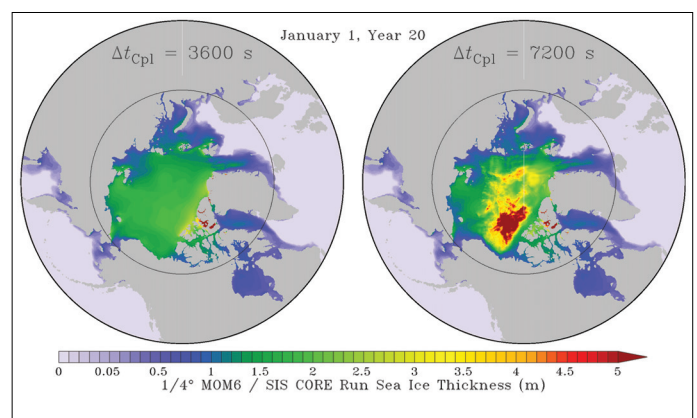 January 1, Year 20
Δt_Cpl = 3600 s
Δt_Cpl = 7200 s
0 0.05 0.5 1 1.5 2 2.5 3 3.5 4 4.5 5
1/4° MOM6 / SIS CORE Run Sea Ice Thickness (m)